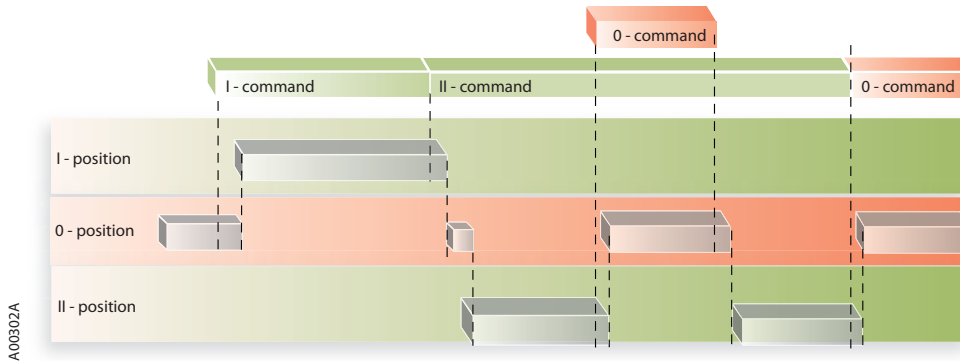 0 - command
I - command
II - command
0 - command
I - position
0 - position
II - position
A00302A